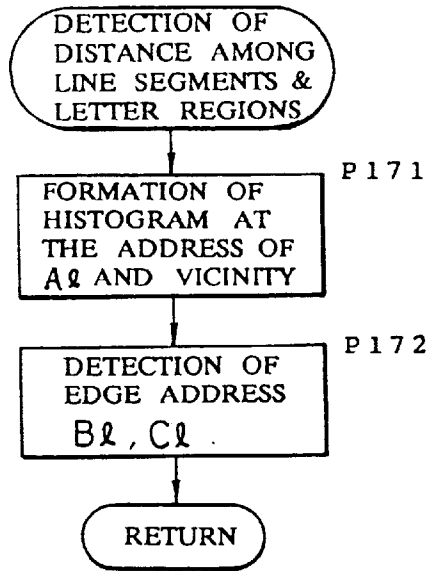 DETECTION OF
DISTANCE AMONG
LINE SEGMENTS &
LETTER REGIONS
P171
FORMATION OF
HISTOGRAM AT
THE ADDRESS OF
Aℓ AND VICINITY
P172
DETECTION OF
EDGE ADDRESS
Bℓ, Cℓ
RETURN